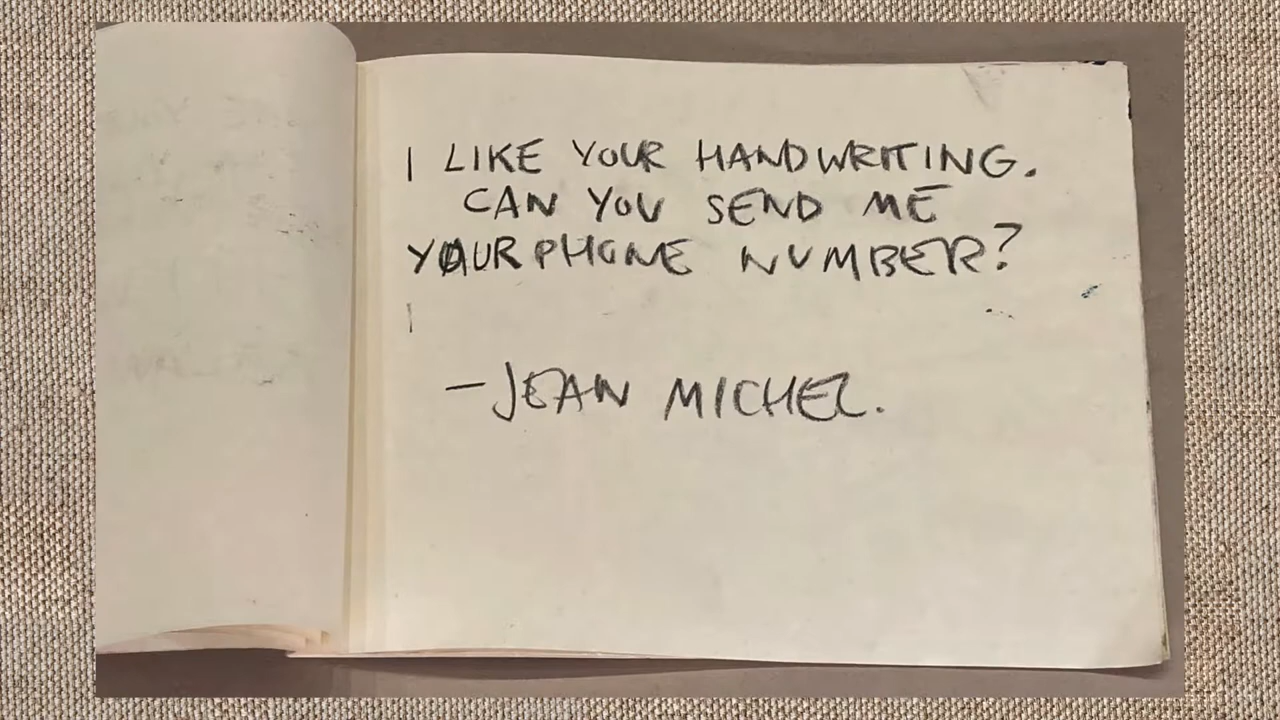 I LIKE YOUR HANDWRITING.
CAN YOU SEND ME
YOUR PHONE NUMBER?
I
—JEAN MICHEL.